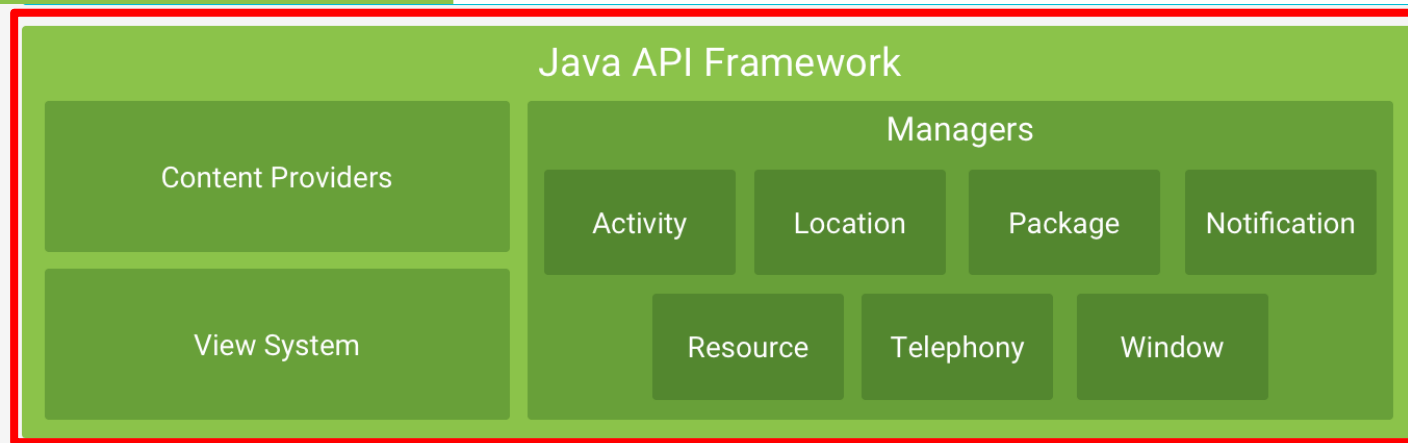 Java API Framework
Content Providers
View System
Managers
Activity
Location
Package
Notification
Resource
Telephony
Window